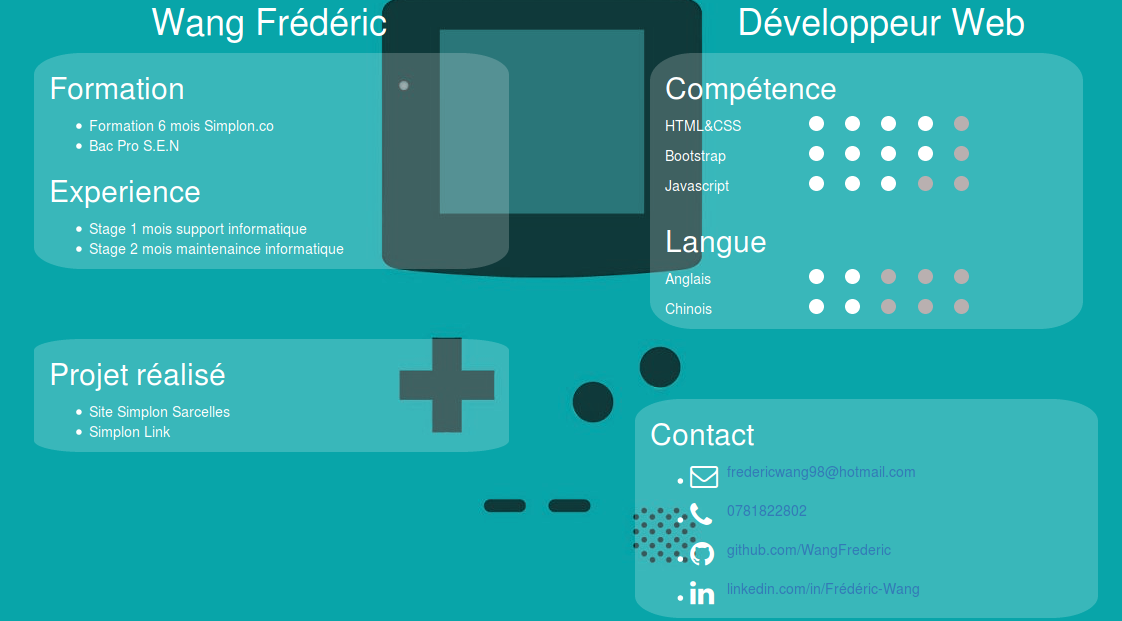 Wang Frédéric
Développeur Web
Formation
Formation 6 mois Simplon.co
Bac Pro S.E.N
Experience
Stage 1 mois support informatique
Stage 2 mois maintenaince informatique
Compétence
HTML&CSS
Bootstrap
Javascript
Langue
Anglais
Chinois
Projet réalisé
Site Simplon Sarcelles
Simplon Link
Contact
fredericwang98@hotmail.com
0781822802
github.com/WangFrederic
linkedin.com/in/Frédéric-Wang